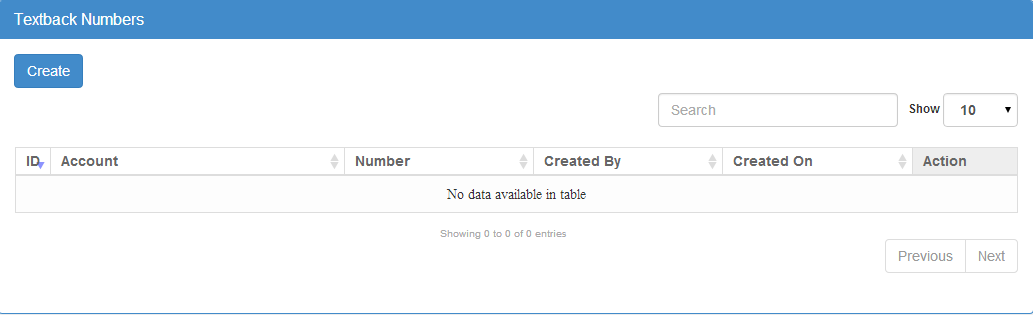 Textback Numbers
Create
Search Show 10
ID Account Number Created By Created On Action
No data available in table
Showing 0 to 0 of 0 entries
Previous Next